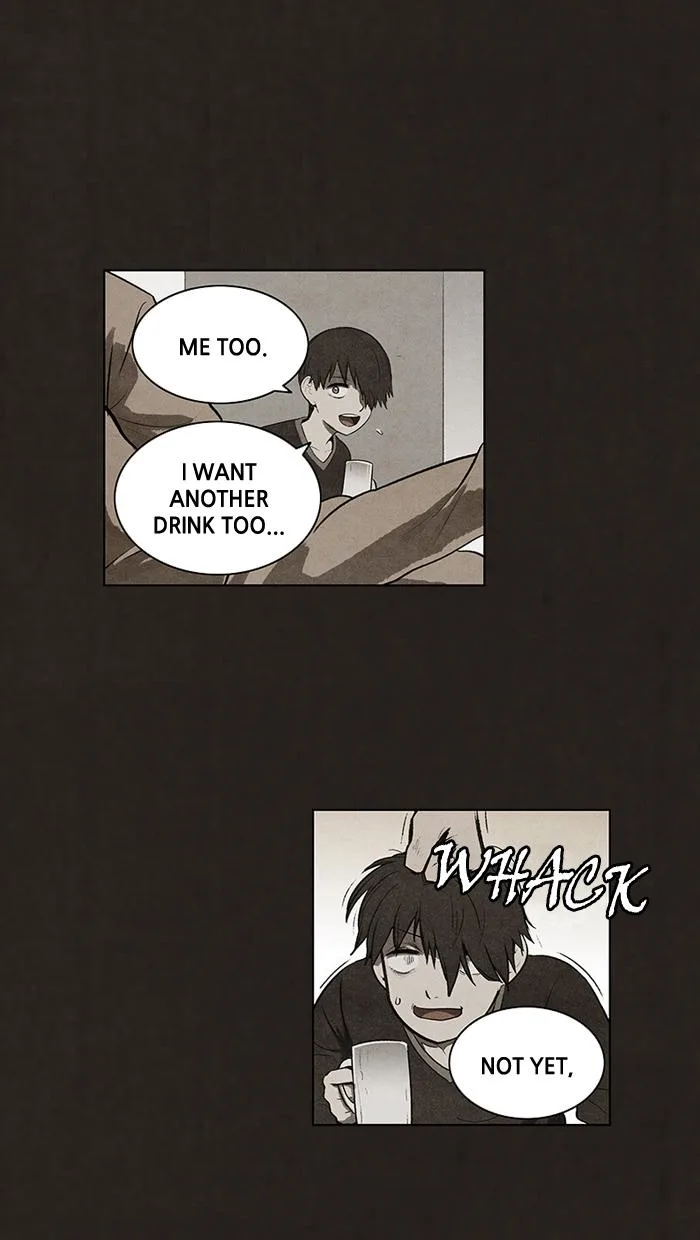 ME TOO.
I WANT
ANOTHER
DRINK TOO...
WHACK
NOT YET,